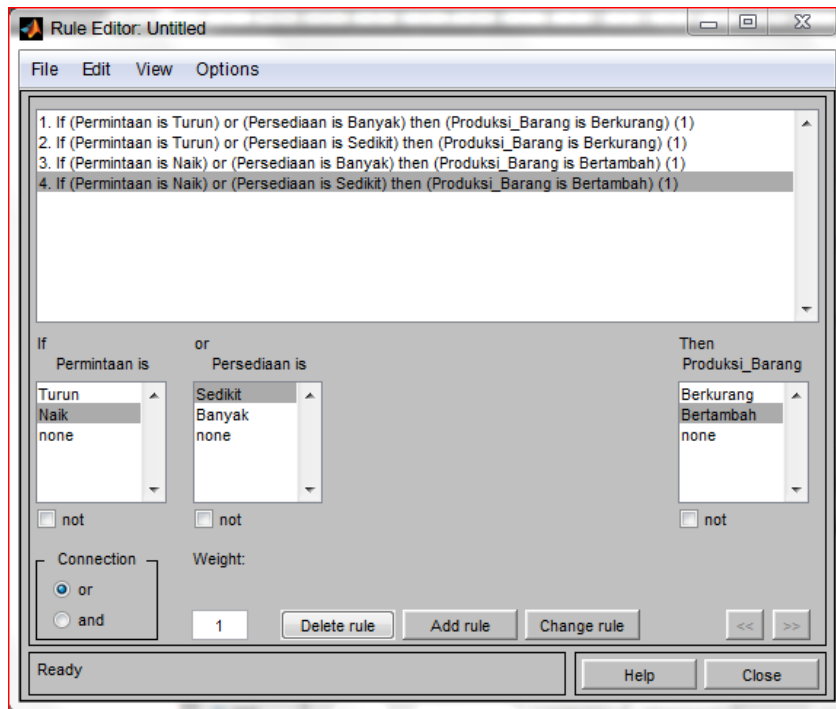 Rule Editor: Untitled
File Edit View Options
1. If (Permintaan is Turun) or (Persediaan is Banyak) then (Produksi_Barang is Berkurang) (1)
2. If (Permintaan is Turun) or (Persediaan is Sedikit) then (Produksi_Barang is Berkurang) (1)
3. If (Permintaan is Naik) or (Persediaan is Banyak) then (Produksi_Barang is Bertambah) (1)
4. If (Permintaan is Naik) or (Persediaan is Sedikit) then (Produksi_Barang is Bertambah) (1)
If
Permintaan is
Turun
Naik
none
not
or
Persediaan is
Sedikit
Banyak
none
not
Then
Produksi_Barang
Berkurang
Bertambah
none
not
Connection
or
and
Weight:
1
Delete rule
Add rule
Change rule
<<
>>
Ready
Help
Close